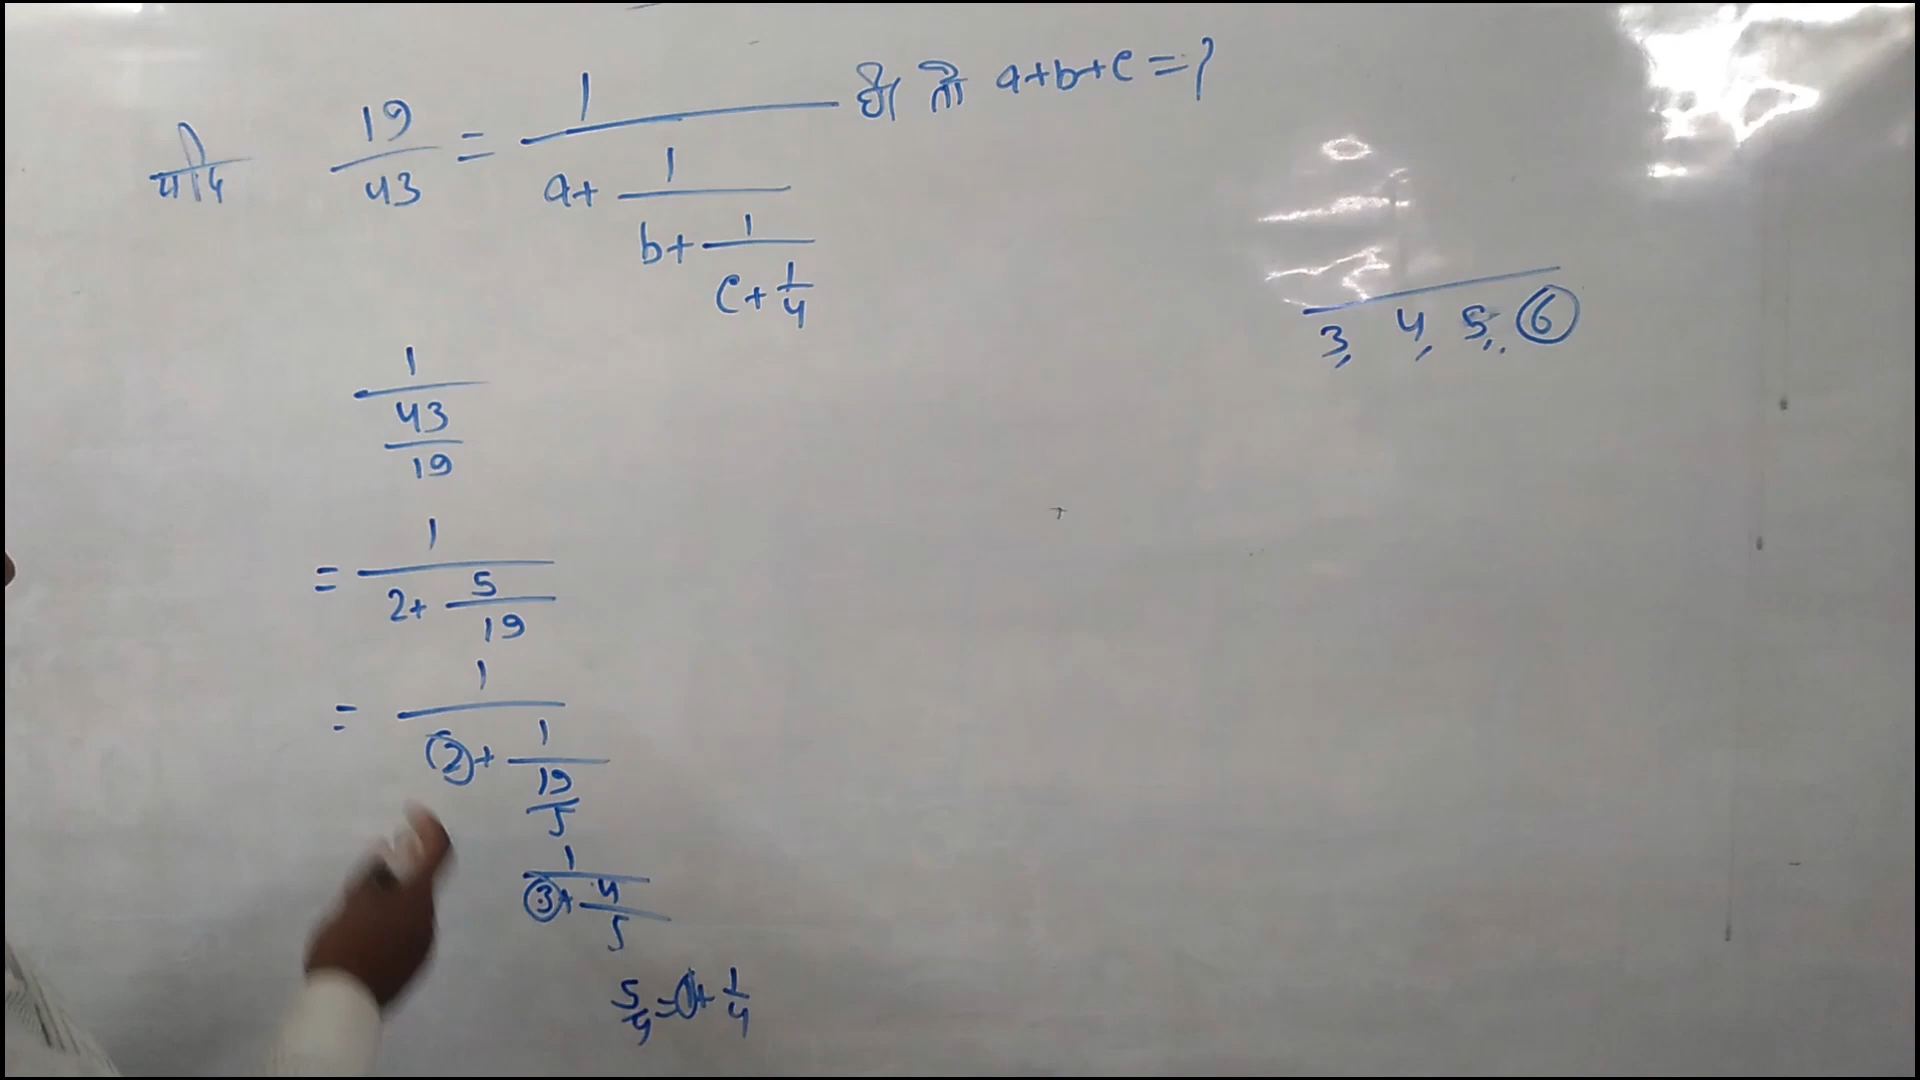 यदि 19/43 = 1/(a+1/(b+1/(c+1/4))) हो तो a+b+c=?
3, 4, 5, 6
1/(43/19)
= 1/(2+5/19)
= 1/(2+1/(19/5))
1/(3+4/5)
5/4=1+1/4